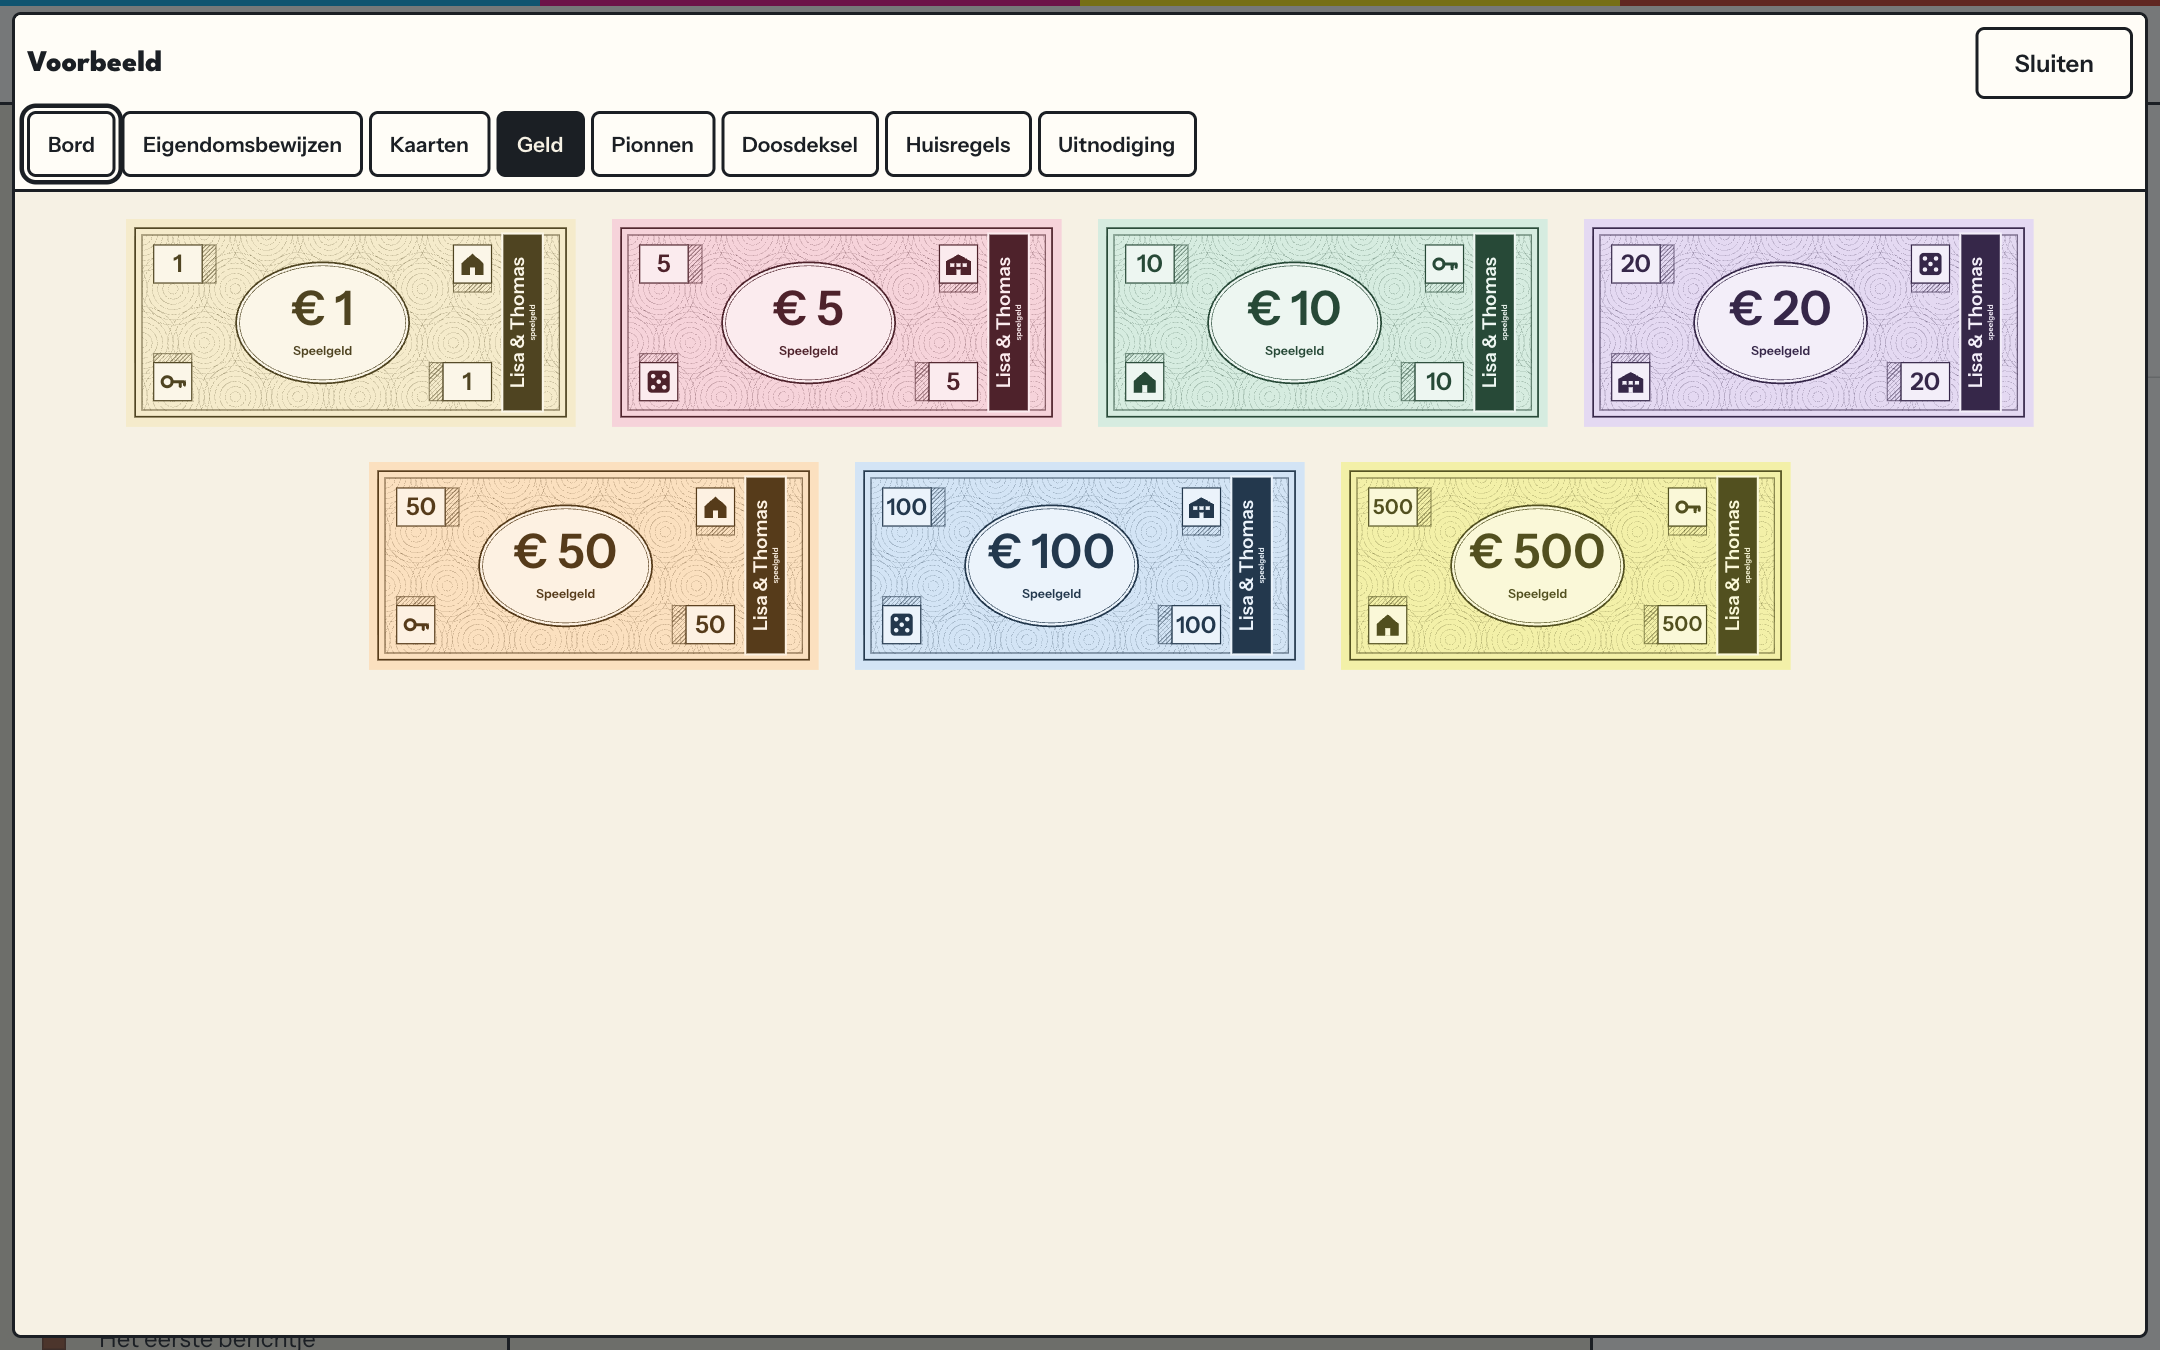 Voorbeeld
Sluiten
Bord
Eigendomsbewijzen
Kaarten
Geld
Pionnen
Doosdeksel
Huisregels
Uitnodiging
1
€ 1
Speelgeld
1
Lisa & Thomas
speelgeld
5
€ 5
Speelgeld
5
Lisa & Thomas
speelgeld
10
€ 10
Speelgeld
10
Lisa & Thomas
speelgeld
20
€ 20
Speelgeld
20
Lisa & Thomas
speelgeld
50
€ 50
Speelgeld
50
Lisa & Thomas
speelgeld
100
€ 100
Speelgeld
100
Lisa & Thomas
speelgeld
500
€ 500
Speelgeld
500
Lisa & Thomas
speelgeld
Het eerste berichtje